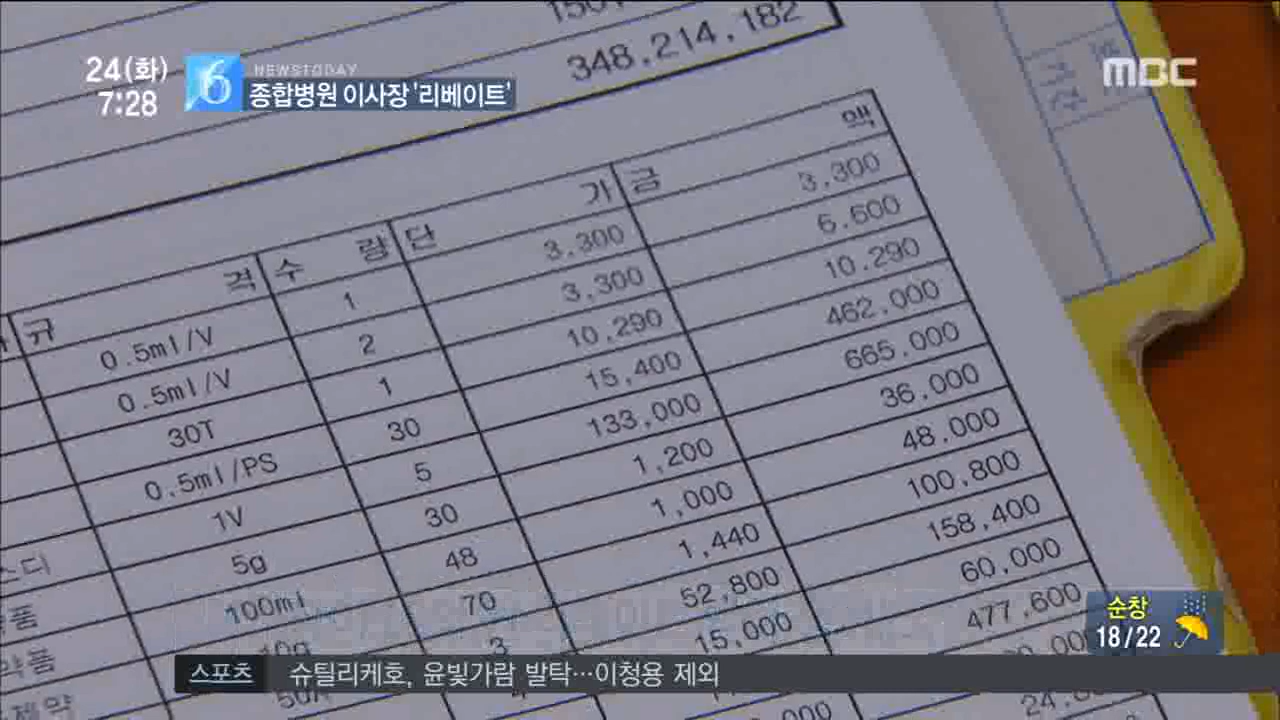 24(화)
7:28
6
NEWSTODAY
종합병원 이사장 '리베이트'
MBC
348,214,182
규 격 수 량 단 가 금 액
0.5ml/V 1 3,300 3,300
0.5ml/V 2 3,300 6,600
30T 1 10,290 10,290
0.5ml/PS 30 15,400 462,000
1V 5 133,000 665,000
5g 30 1,200 36,000
100ml 48 1,000 48,000
70 1,440 100,800
3 52,800 158,400
15,000 60,000
477,600
약품
제약
순창
18/22
스포츠 슈틸리케호, 윤빛가람 발탁…이청용 제외